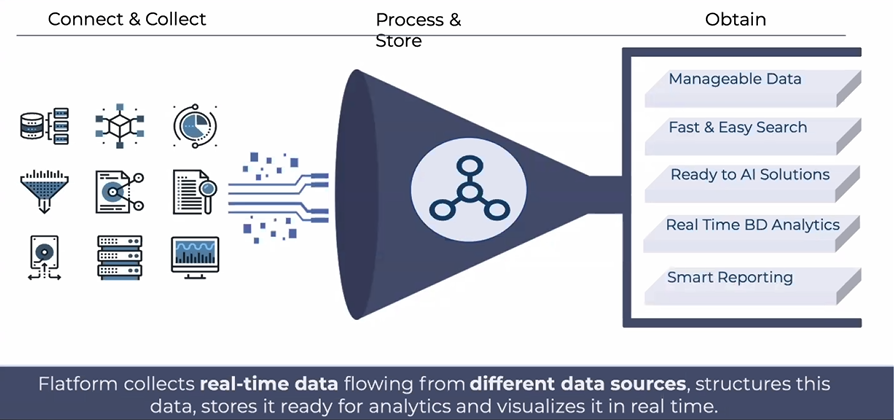 Connect & Collect
Process &
Store
Obtain
Manageable Data
Fast & Easy Search
Ready to AI Solutions
Real Time BD Analytics
Smart Reporting
Flatform collects real-time data flowing from different data sources, structures this
data, stores it ready for analytics and visualizes it in real time.